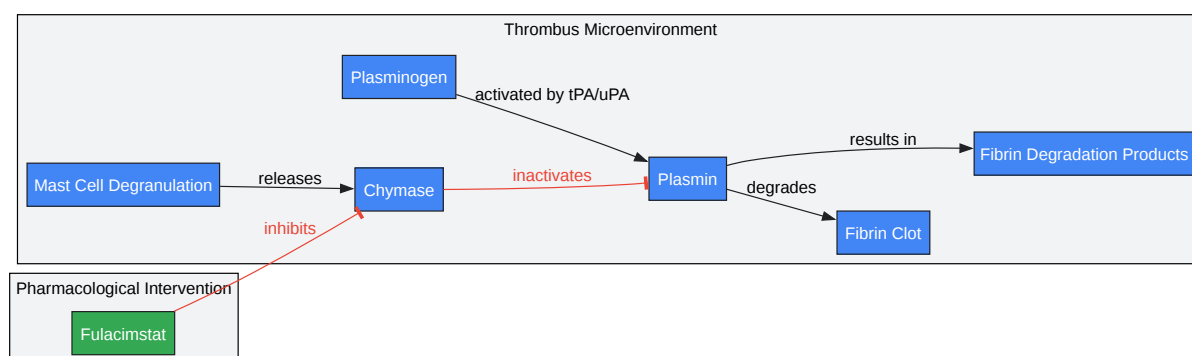 Thrombus Microenvironment
Plasminogen
activated by tPA/uPA
results in
Fibrin Degradation Products
Mast Cell Degranulation
releases
Chymase
inactivates
Plasmin
degrades
Fibrin Clot
inhibits
Pharmacological Intervention
Fulacimstat